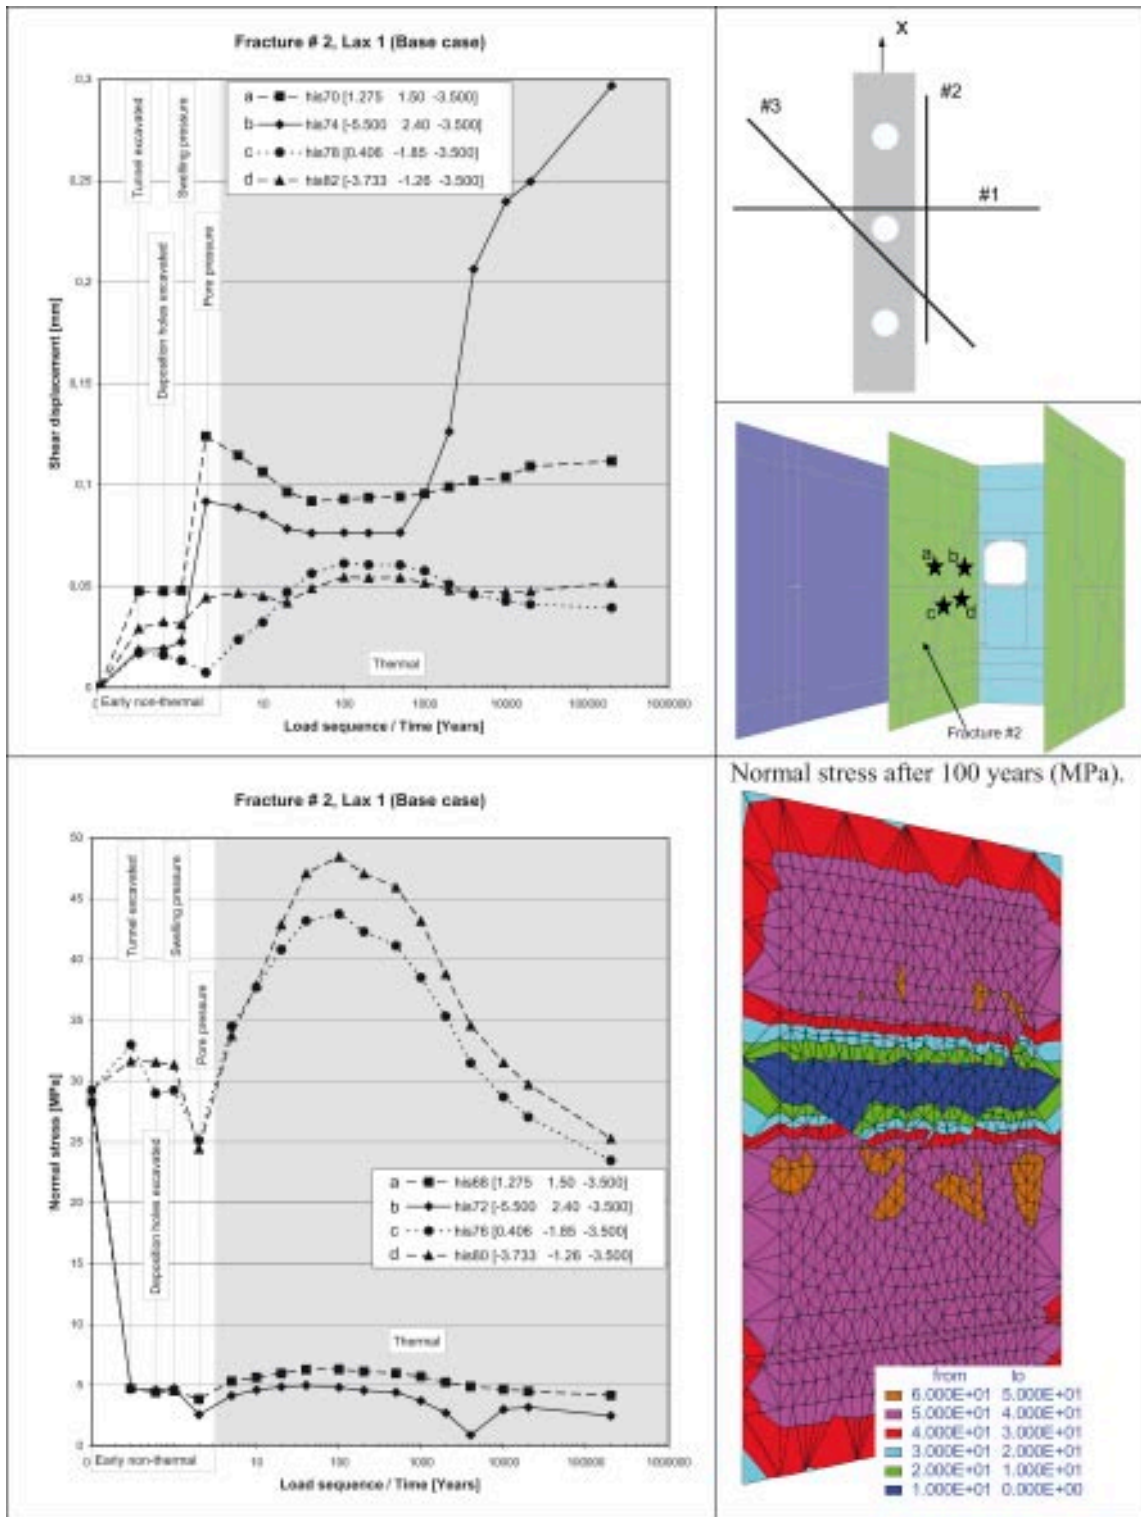 Fracture # 2, Lax 1 (Base case)
0,3
0,25
0,2
0,15
0,1
0,05
0
Shear displacement [mm]
a his70 [1.275 1.50 -3.500]
b his74 [-5.500 2.40 -3.500]
c his78 [0.406 -1.85 -3.500]
d his82 [-3.733 -1.26 -3.500]
Tunnel excavated
Deposition holes excavated
Swelling pressure
Pore pressure
Thermal
Early non-thermal
0 10 100 1000 10000 100000 1000000
Load sequence / Time [Years]
X
#2
#3
#1
a b
c d
Fracture #2
Fracture # 2, Lax 1 (Base case)
50
45
40
35
30
25
20
15
10
5
0
Normal stress [MPa]
Tunnel excavated
Deposition holes excavated
Swelling pressure
Pore pressure
a his68 [1.275 1.50 -3.500]
b his72 [-5.500 2.40 -3.500]
c his76 [0.406 -1.85 -3.500]
d his80 [-3.733 -1.26 -3.500]
Thermal
Early non-thermal
0 10 100 1000 10000 100000 1000000
Load sequence / Time [Years]
Normal stress after 100 years (MPa).
from to
6.000E+01 5.000E+01
5.000E+01 4.000E+01
4.000E+01 3.000E+01
3.000E+01 2.000E+01
2.000E+01 1.000E+01
1.000E+01 0.000E+00